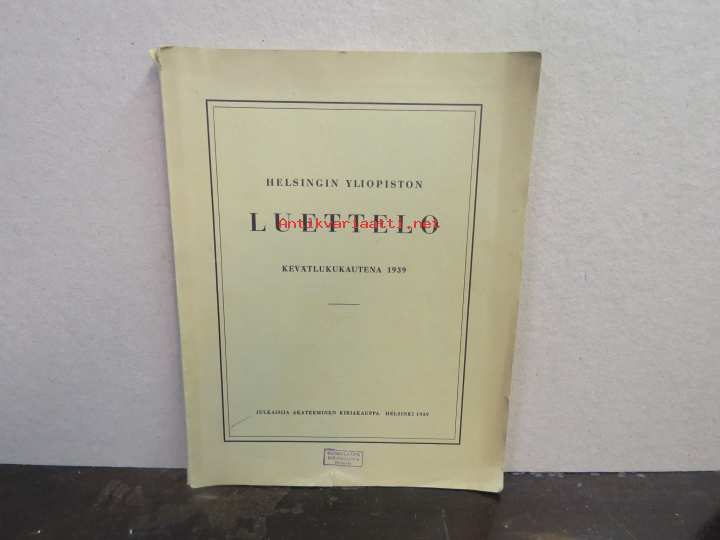 HELSINGIN YLIOPISTON
LUETTELO
Antikvariaatti.net
KEVÄTLUKUKAUTENA 1939
JULKAISIJA AKATEEMINEN KIRJAKAUPPA, HELSINKI 1939